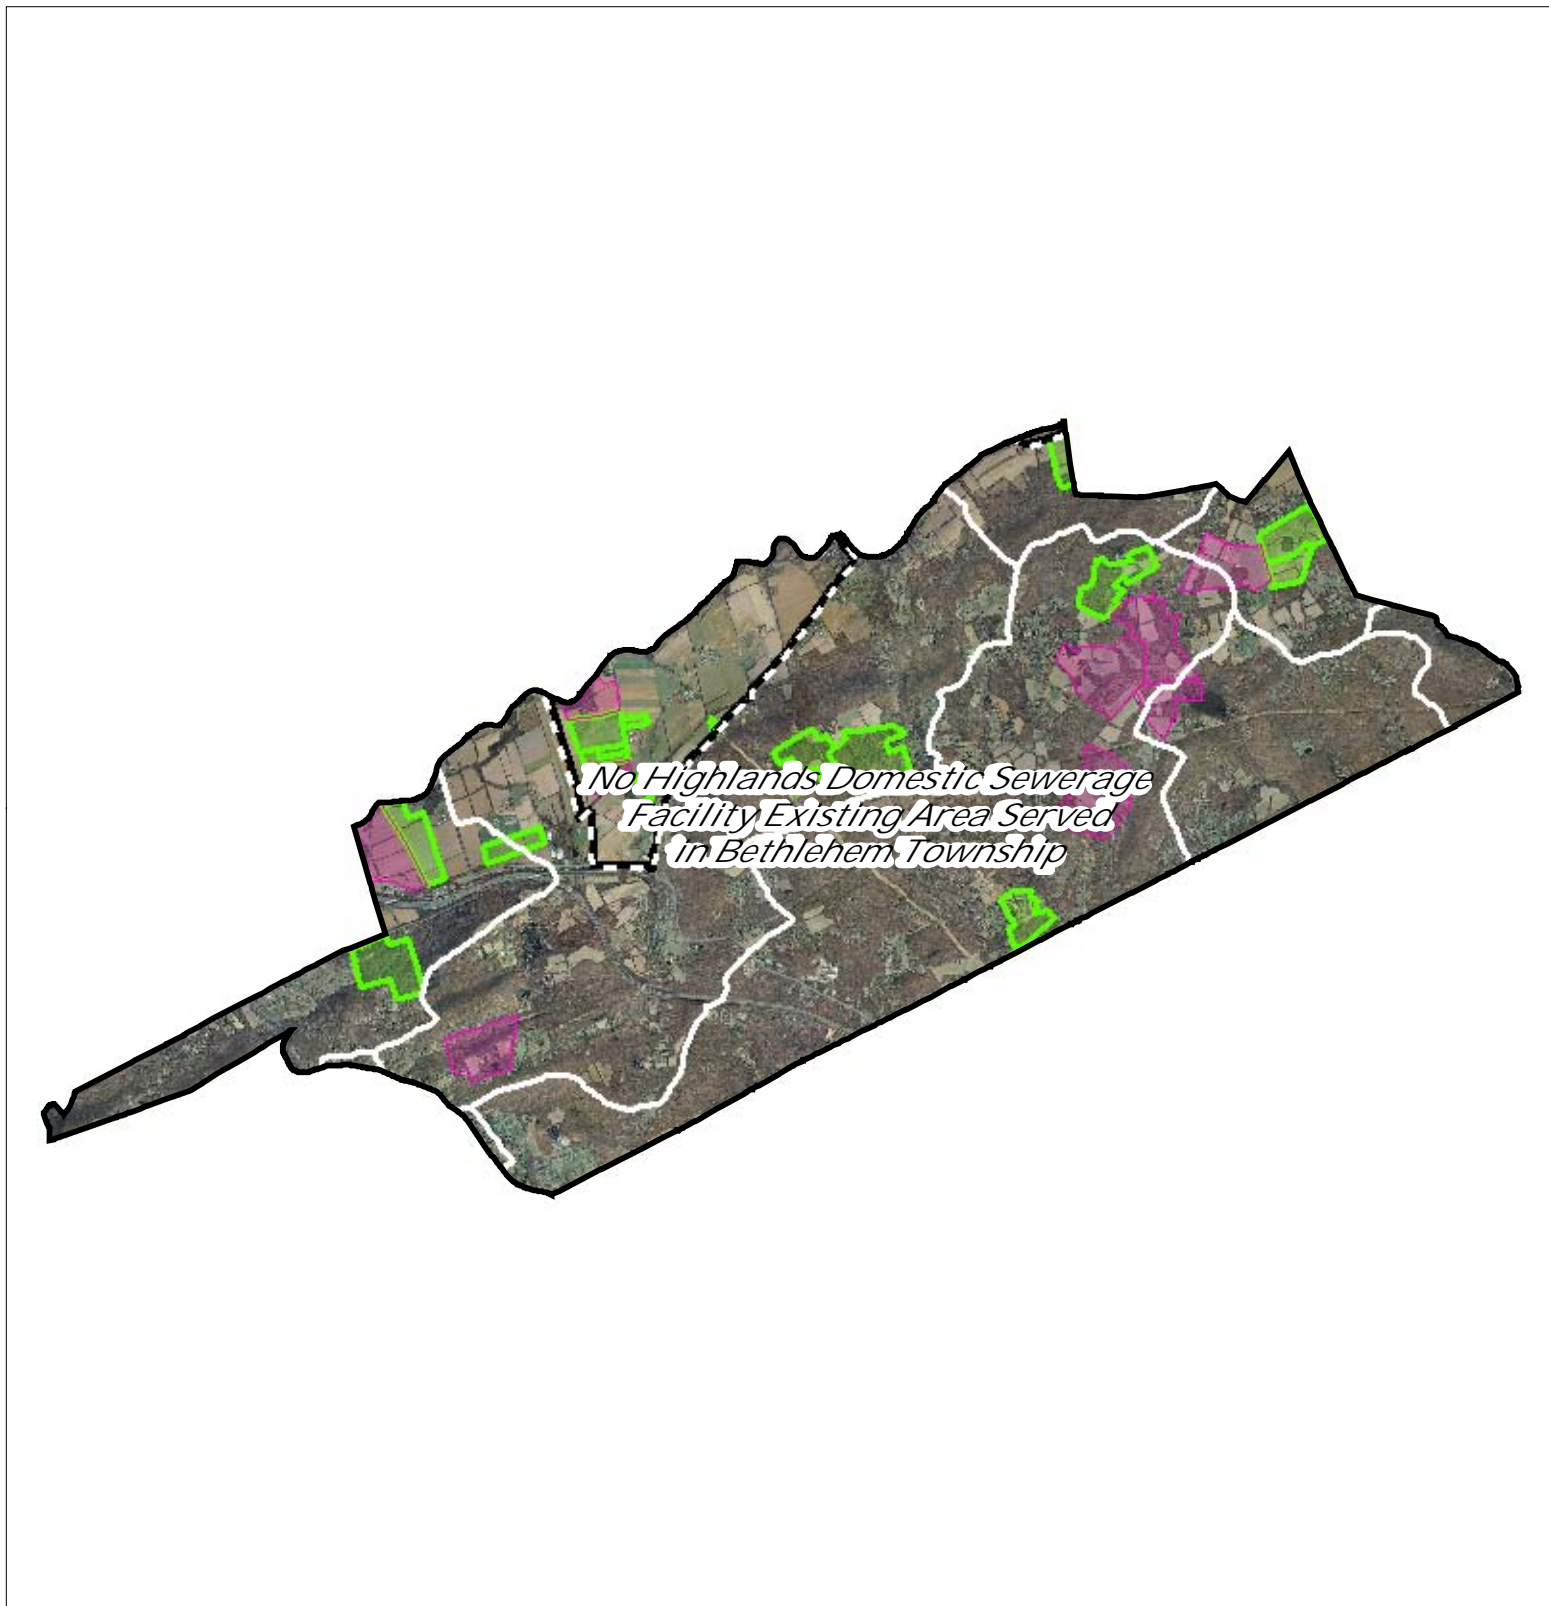 No Highlands Domestic Sewerage
Facility Existing Area Served
in Bethlehem Township